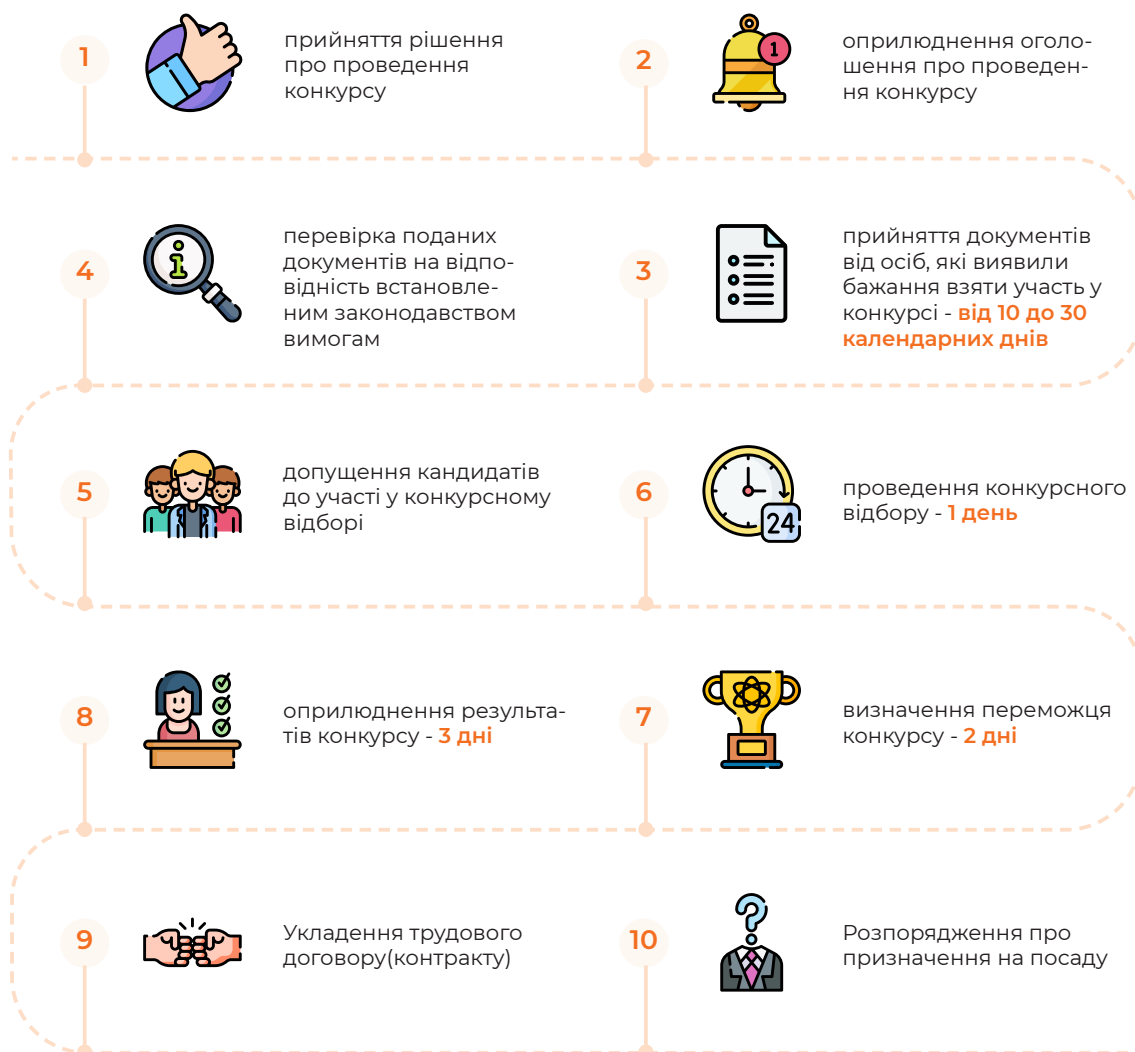 1
прийняття рішення
про проведення
конкурсу
2
1
оприлюднення оголо-
шення про проведен-
ня конкурсу
3
прийняття документів
від осіб, які виявили
бажання взяти участь у
конкурсі - від 10 до 30
календарних днів
4
i
перевірка поданих
документів на відпо-
відність встановле-
ним законодавством
вимогам
5
допущення кандидатів
до участі у конкурсному
відборі
6
24
проведення конкурсного
відбору - 1 день
7
визначення переможця
конкурсу - 2 дні
8
оприлюднення результа-
тів конкурсу - 3 дні
9
Укладення трудового
договору(контракту)
10
?
Розпорядження про
призначення на посаду